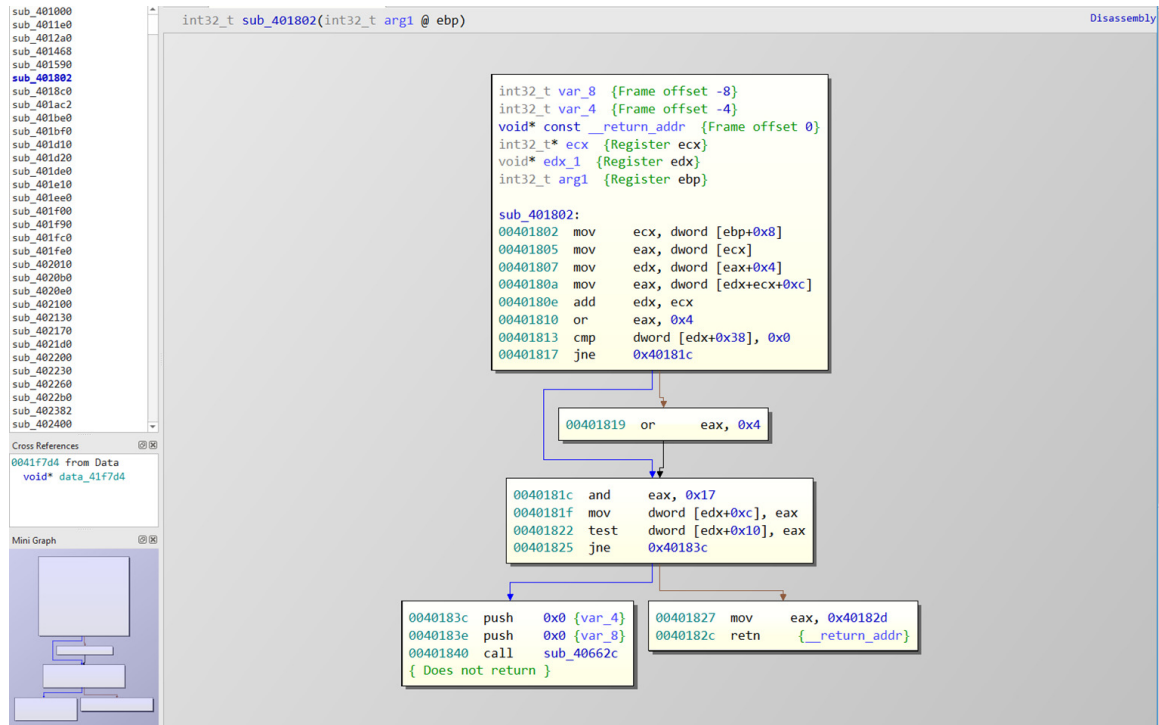 sub_401000
sub_4011e0
sub_4012a0
sub_401468
sub_401590
sub_401802
sub_4018c0
sub_401ac2
sub_401be0
sub_401bf0
sub_401d10
sub_401d20
sub_401de0
sub_401e10
sub_401ee0
sub_401f00
sub_401f90
sub_401fc0
sub_401fe0
sub_402010
sub_4020b0
sub_4020e0
sub_402100
sub_402130
sub_402170
sub_4021d0
sub_402200
sub_402230
sub_402260
sub_4022b0
sub_402382
sub_402400
Cross References
0041f7d4 from Data
void* data_41f7d4
Mini Graph
int32_t sub_401802(int32_t arg1 @ ebp)
Disassembly
int32_t var_8 {Frame offset -8}
int32_t var_4 {Frame offset -4}
void* const __return_addr {Frame offset 0}
int32_t* ecx {Register ecx}
void* edx_1 {Register edx}
int32_t arg1 {Register ebp}
sub_401802:
00401802 mov ecx, dword [ebp+0x8]
00401805 mov eax, dword [ecx]
00401807 mov edx, dword [eax+0x4]
0040180a mov eax, dword [edx+ecx+0xc]
0040180e add edx, ecx
00401810 or eax, 0x4
00401813 cmp dword [edx+0x38], 0x0
00401817 jne 0x40181c
00401819 or eax, 0x4
0040181c and eax, 0x17
0040181f mov dword [edx+0xc], eax
00401822 test dword [edx+0x10], eax
00401825 jne 0x40183c
0040183c push 0x0 {var_4}
0040183e push 0x0 {var_8}
00401840 call sub_40662c
{ Does not return }
00401827 mov eax, 0x40182d
0040182c retn {__return_addr}